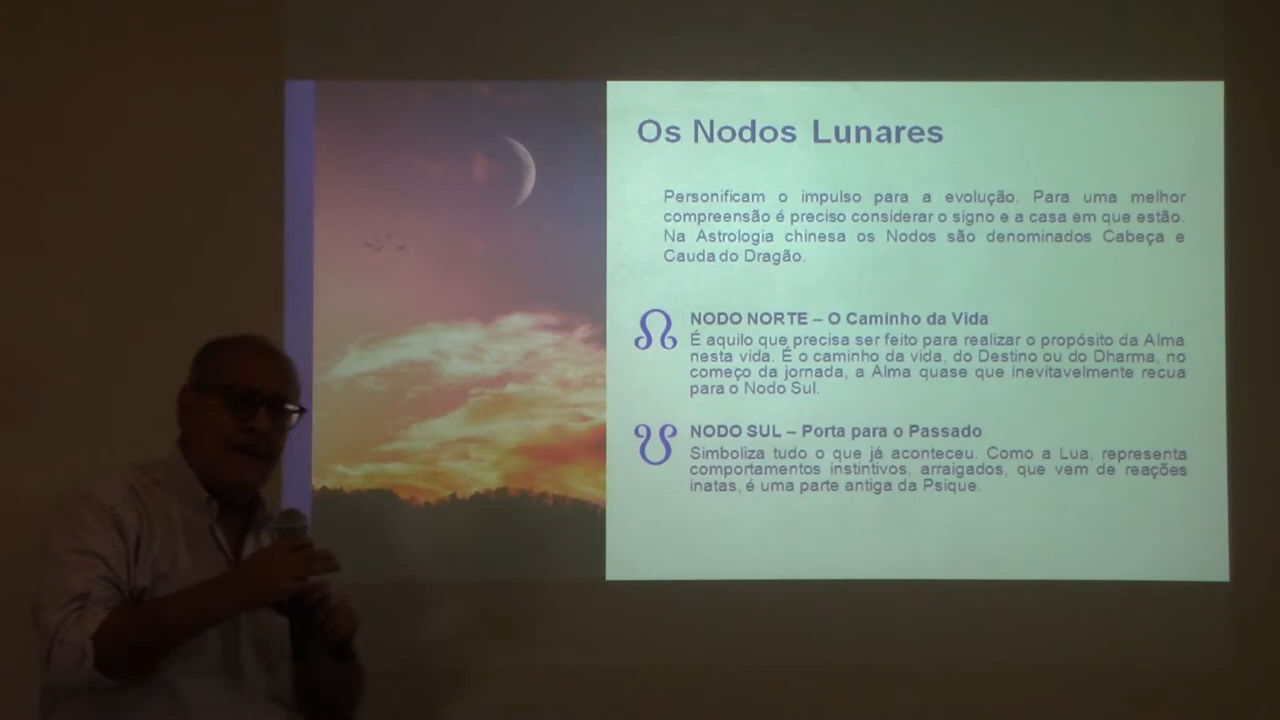 Os Nodos Lunares
Personificam o impulso para a evolução. Para uma melhor
compreensão é preciso considerar o signo e a casa em que estão.
Na Astrologia chinesa os Nodos são denominados Cabeça e
Cauda do Dragão.
NODO NORTE – O Caminho da Vida
É aquilo que precisa ser feito para realizar o propósito da Alma
nesta vida. É o caminho da vida, do Destino ou do Dharma, no
começo da jornada, a Alma quase que inevitavelmente recua
para o Nodo Sul.
NODO SUL – Porta para o Passado
Simboliza tudo o que já aconteceu. Como a Lua, representa
comportamentos instintivos, arraigados, que vem de reações
inatas, é uma parte antiga da Psique.